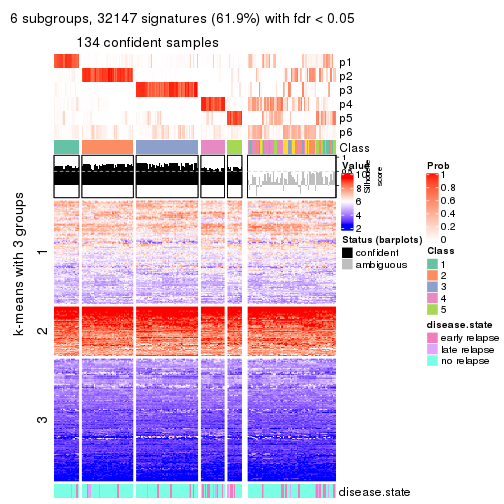 6 subgroups, 32147 signatures (61.9%) with fdr < 0.05
134 confident samples
p1
p2
p3
p4
p5
p6
Class
1
Silhouette
score
k-means with 3 groups
1
2
3
disease.state
Value
10
8
6
4
2
Status (barplots)
confident
ambiguous
Prob
1
0.8
0.6
0.4
0.2
0
Class
1
2
3
4
5
disease.state
early relapse
late relapse
no relapse